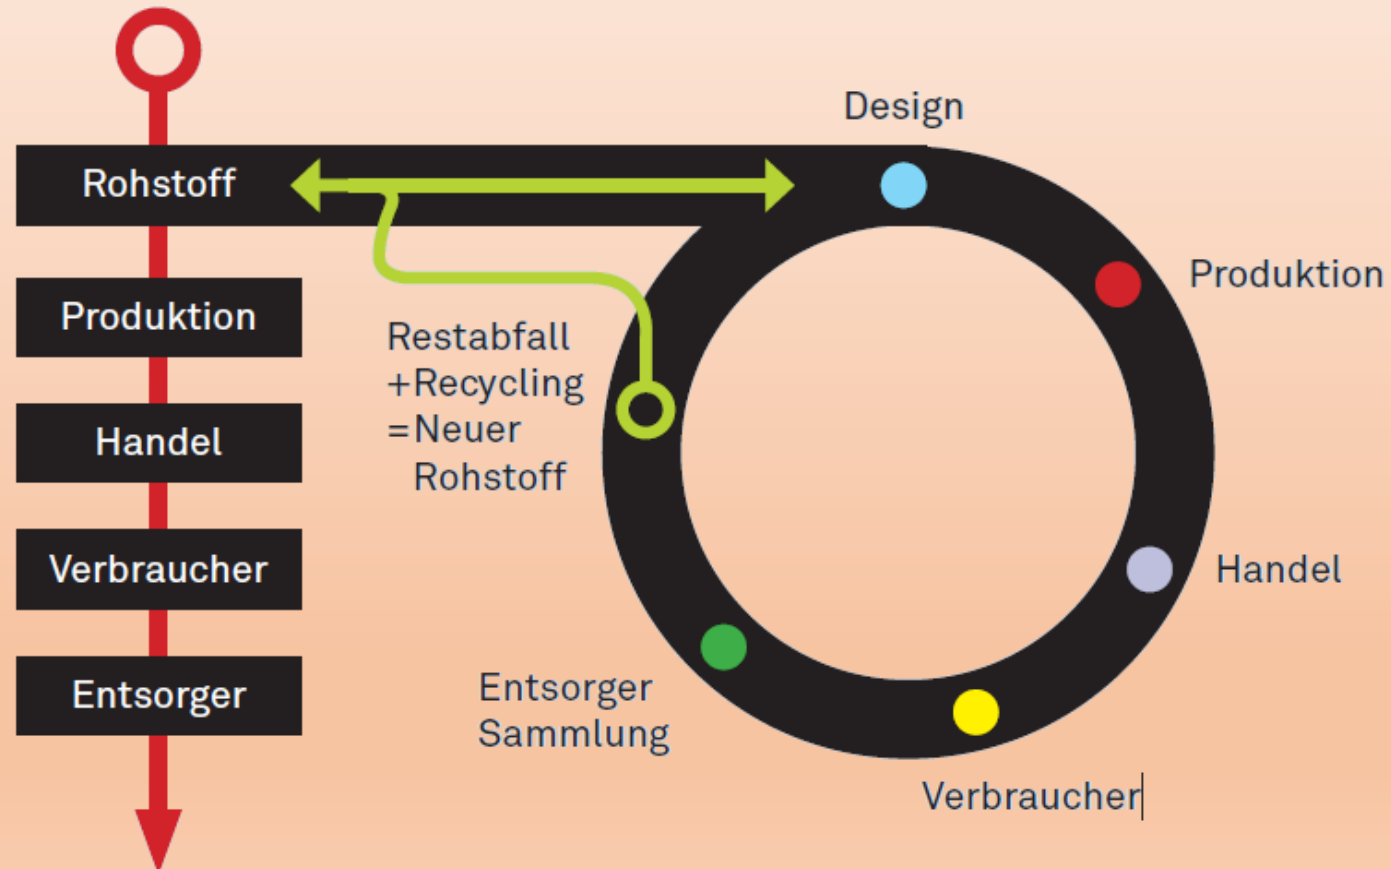 Rohstoff
Produktion
Handel
Verbraucher
Entsorger
Design
Produktion
Handel
Verbraucher
Entsorger
Sammlung
Restabfall
+Recycling
=Neuer
Rohstoff